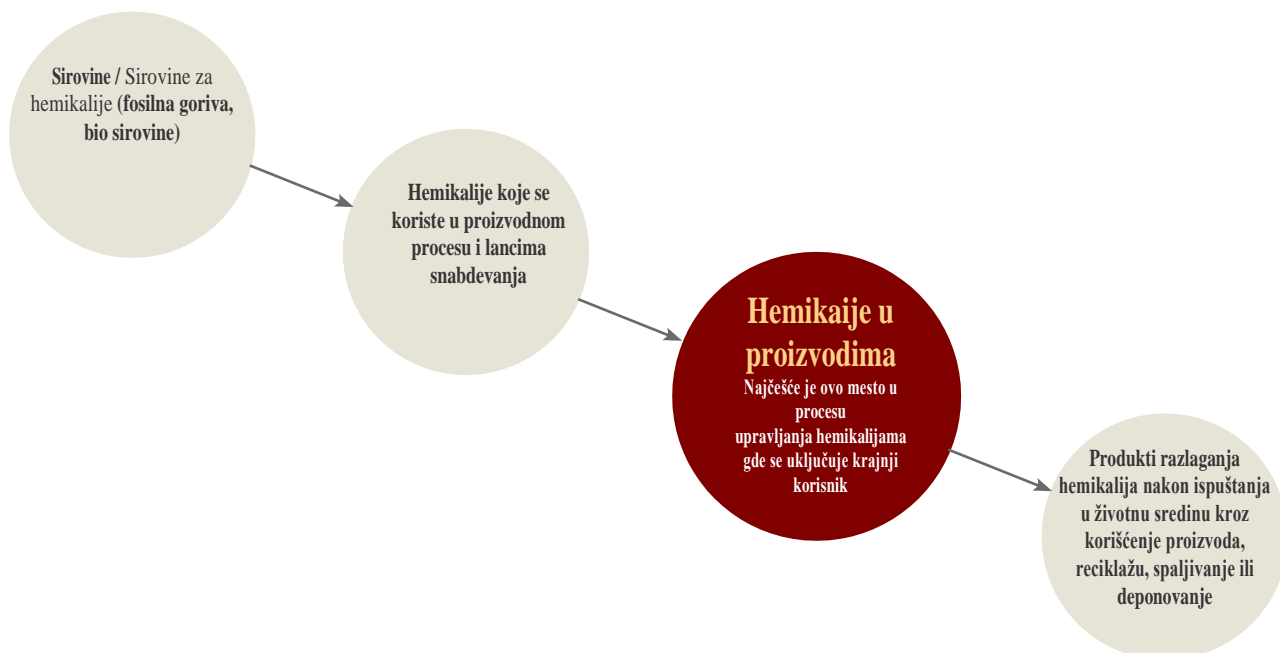 Sirovine / Sirovine za
hemikalije (fosilna goriva,
bio sirovine)
Hemikalije koje se
koriste u proizvodnom
procesu i lancima
snabdevanja
Hemikaije u
proizvodima
Najčešće je ovo mesto u
procesu
upravljanja hemikalijama
gde se uključuje krajnji
korisnik
Produkti razlaganja
hemikalija nakon ispuštanja
u životnu sredinu kroz
korišćenje proizvoda,
reciklažu, spaljivanje ili
deponovanje